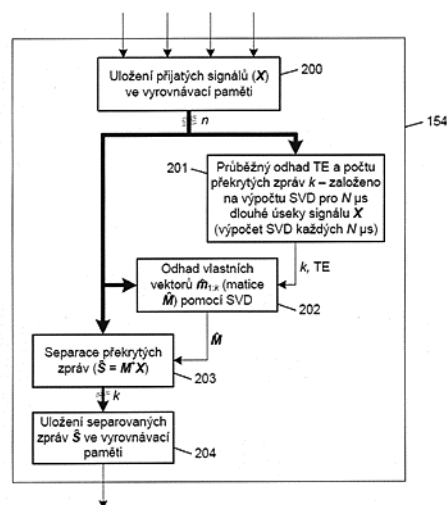 Uložení přijatých signálů (X)
ve vyrovnávací paměti
200
n
154
201
Průběžný odhad TE a počtu
překrytých zpráv k – založeno
na výpočtu SVD pro N µs
dlouhé úseky signálu X
(výpočet SVD každých N µs)
k, TE
Odhad vlastních
vektorů m̂1:k (matice
M̂) pomocí SVD
202
M̂
Separace překrytých
zpráv (Ŝ = M̂*X)
203
k
Uložení separovaných
zpráv Ŝ ve vyrovnávací
paměti
204